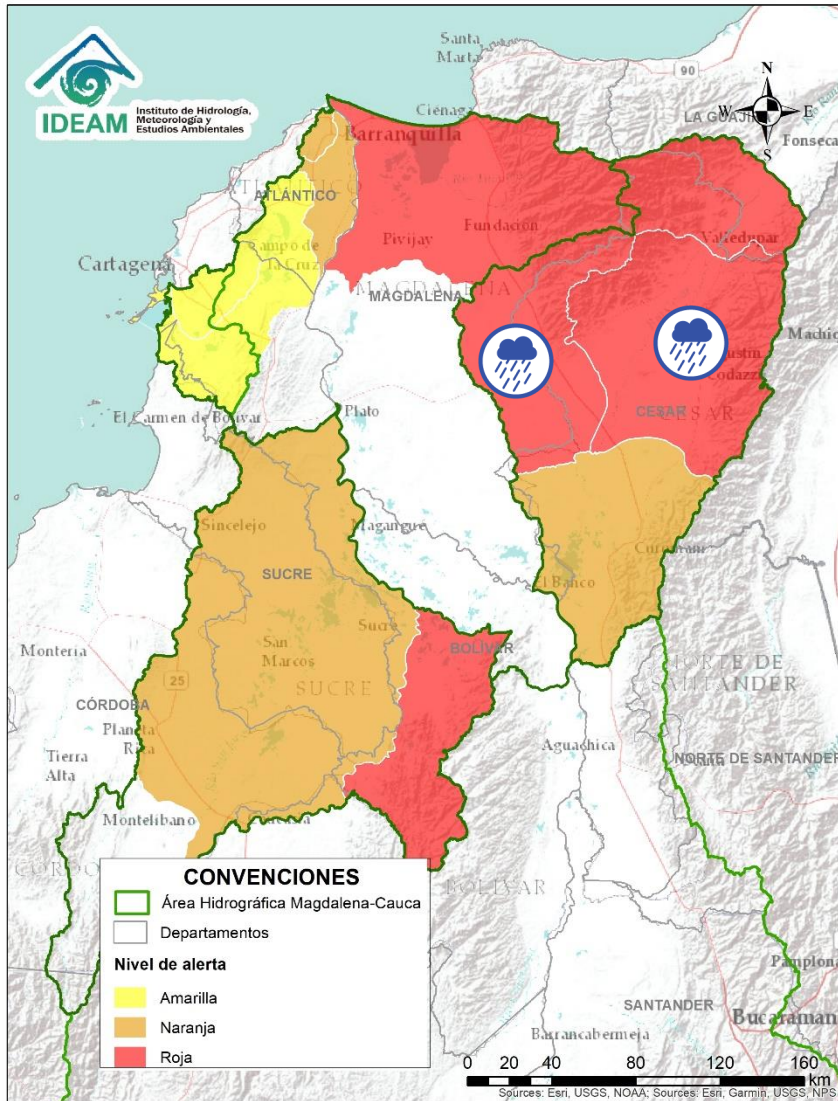 IDEAM
Instituto de Hidrología,
Meteorología y
Estudios Ambientales
Santa
Marta
90
N
W
E
S
LA GUAJIRA
Fonseca
Ciénaga
Barranquilla
ATLÁNTICO
Fundación
Pivijay
Valledupar
Campo de
la Cruz
Cartagena
MAGDALENA
MAGDALENA
Codazzi
CESAR
CESAR
El Carmen de Bolívar
Plato
Sincelejo
Magangue
Curumaní
SUCRE
El Banco
Sucre
San
Marcos
BOLÍVAR
Montería
25
SUCRE
NORTE DE
SANTANDER
CÓRDOBA
Planeta
Rica
Tierra
Alta
Aguachica
NORTE DE SANTANDER
Montelíbano
BOLÍVAR
CONVENCIONES
Área Hidrográfica Magdalena-Cauca
Departamentos
Nivel de alerta
Amarilla
Naranja
Roja
Pamplona
SANTANDER
Bucaraman
Barrancabermeja
0 20 40 80 120 160
km
Sources: Esri, USGS, NOAA; Sources: Esri, Garmin, USGS, NPS